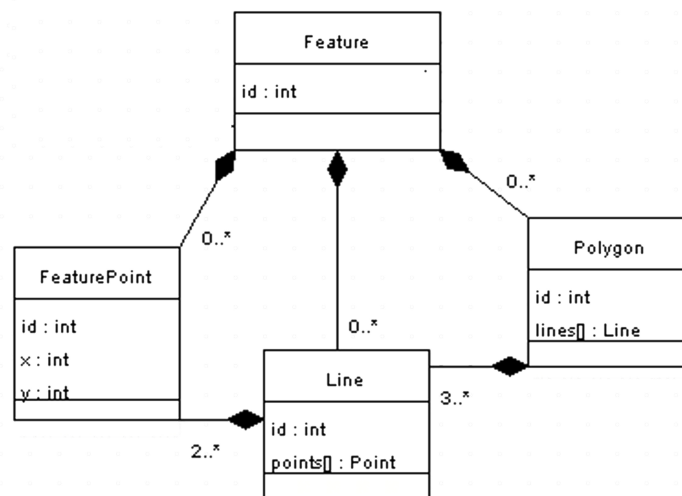 Feature
id : int
0..*
0..*
FeaturePoint
id : int
x : int
y : int
Polygon
id : int
lines[] : Line
0..*
Line
id : int
points[] : Point
3..*
2..*